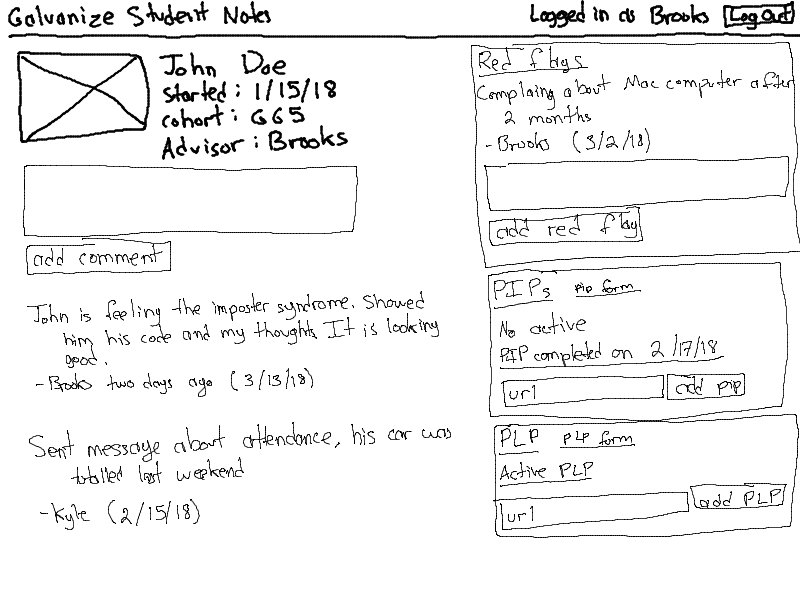 Galvanize Student Notes
Logged in as Brooks Log Out
John Doe
Started: 1/15/18
cohort: G65
Advisor: Brooks
add comment
John is feeling the imposter syndrome. Showed
him his code and my thoughts. It is looking
good.
- Brooks two days ago (3/13/18)
Sent message about attendance, his car was
totalled last weekend
- Kyle (2/15/18)
Red flags
Complaing about Mac computer after
2 months
- Brooks (3/2/18)
add red flag
PIPs pip form
No active
PIP completed on 2/17/18
url add pip
PLP PLP form
Active PLP
url add PLP